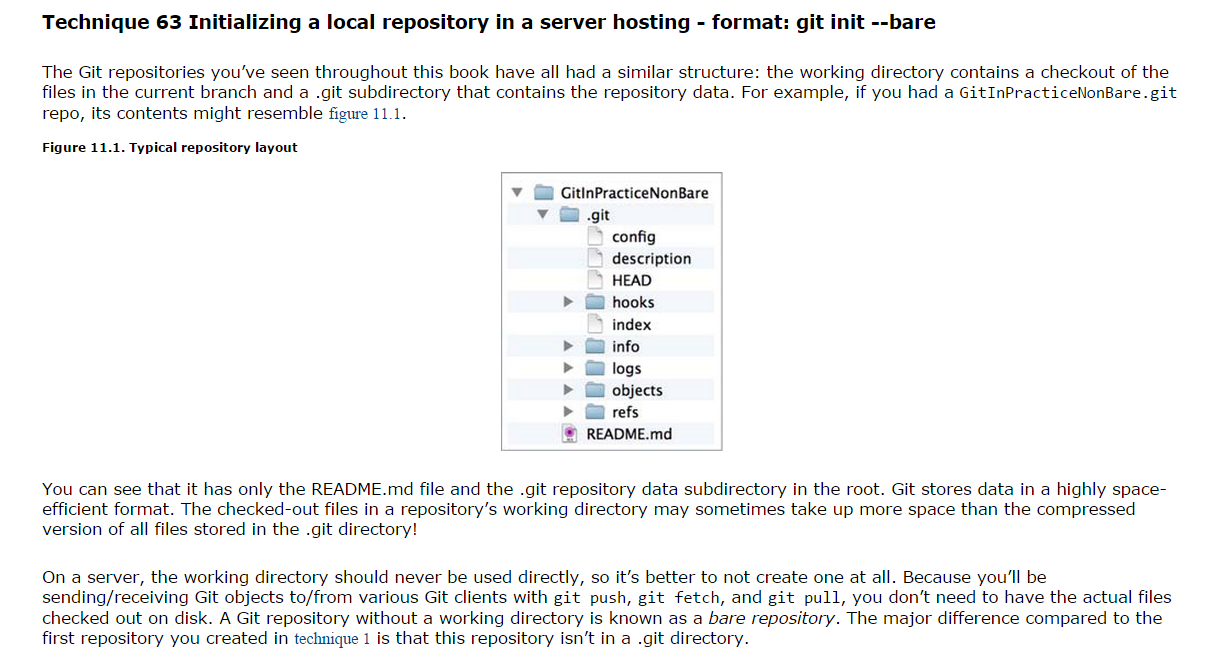 Technique 63 Initializing a local repository in a server hosting - format: git init --bare
The Git repositories you’ve seen throughout this book have all had a similar structure: the working directory contains a checkout of the
files in the current branch and a .git subdirectory that contains the repository data. For example, if you had a GitInPracticeNonBare.git
repo, its contents might resemble figure 11.1.
Figure 11.1. Typical repository layout
GitInPracticeNonBare
.git
config
description
HEAD
hooks
index
info
logs
objects
refs
README.md
You can see that it has only the README.md file and the .git repository data subdirectory in the root. Git stores data in a highly space-
efficient format. The checked-out files in a repository’s working directory may sometimes take up more space than the compressed
version of all files stored in the .git directory!
On a server, the working directory should never be used directly, so it’s better to not create one at all. Because you’ll be
sending/receiving Git objects to/from various Git clients with git push, git fetch, and git pull, you don’t need to have the actual files
checked out on disk. A Git repository without a working directory is known as a bare repository. The major difference compared to the
first repository you created in technique 1 is that this repository isn’t in a .git directory.